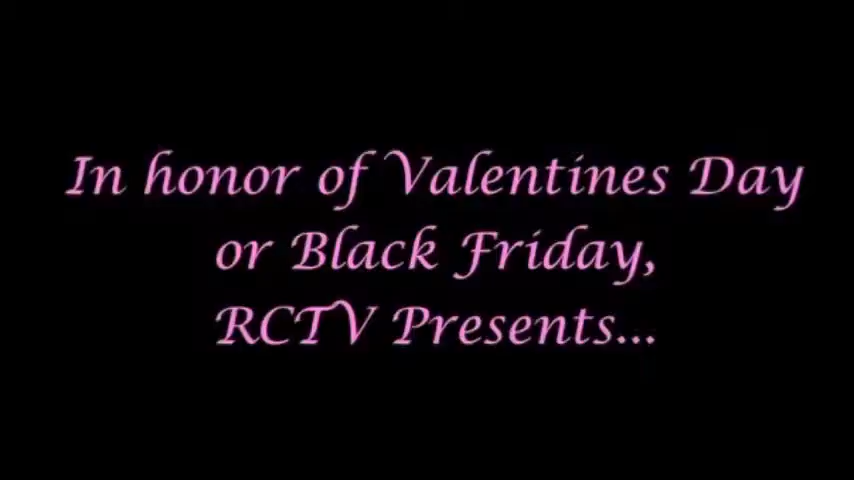 In honor of Valentines Day
or Black Friday,
RCTV Presents...